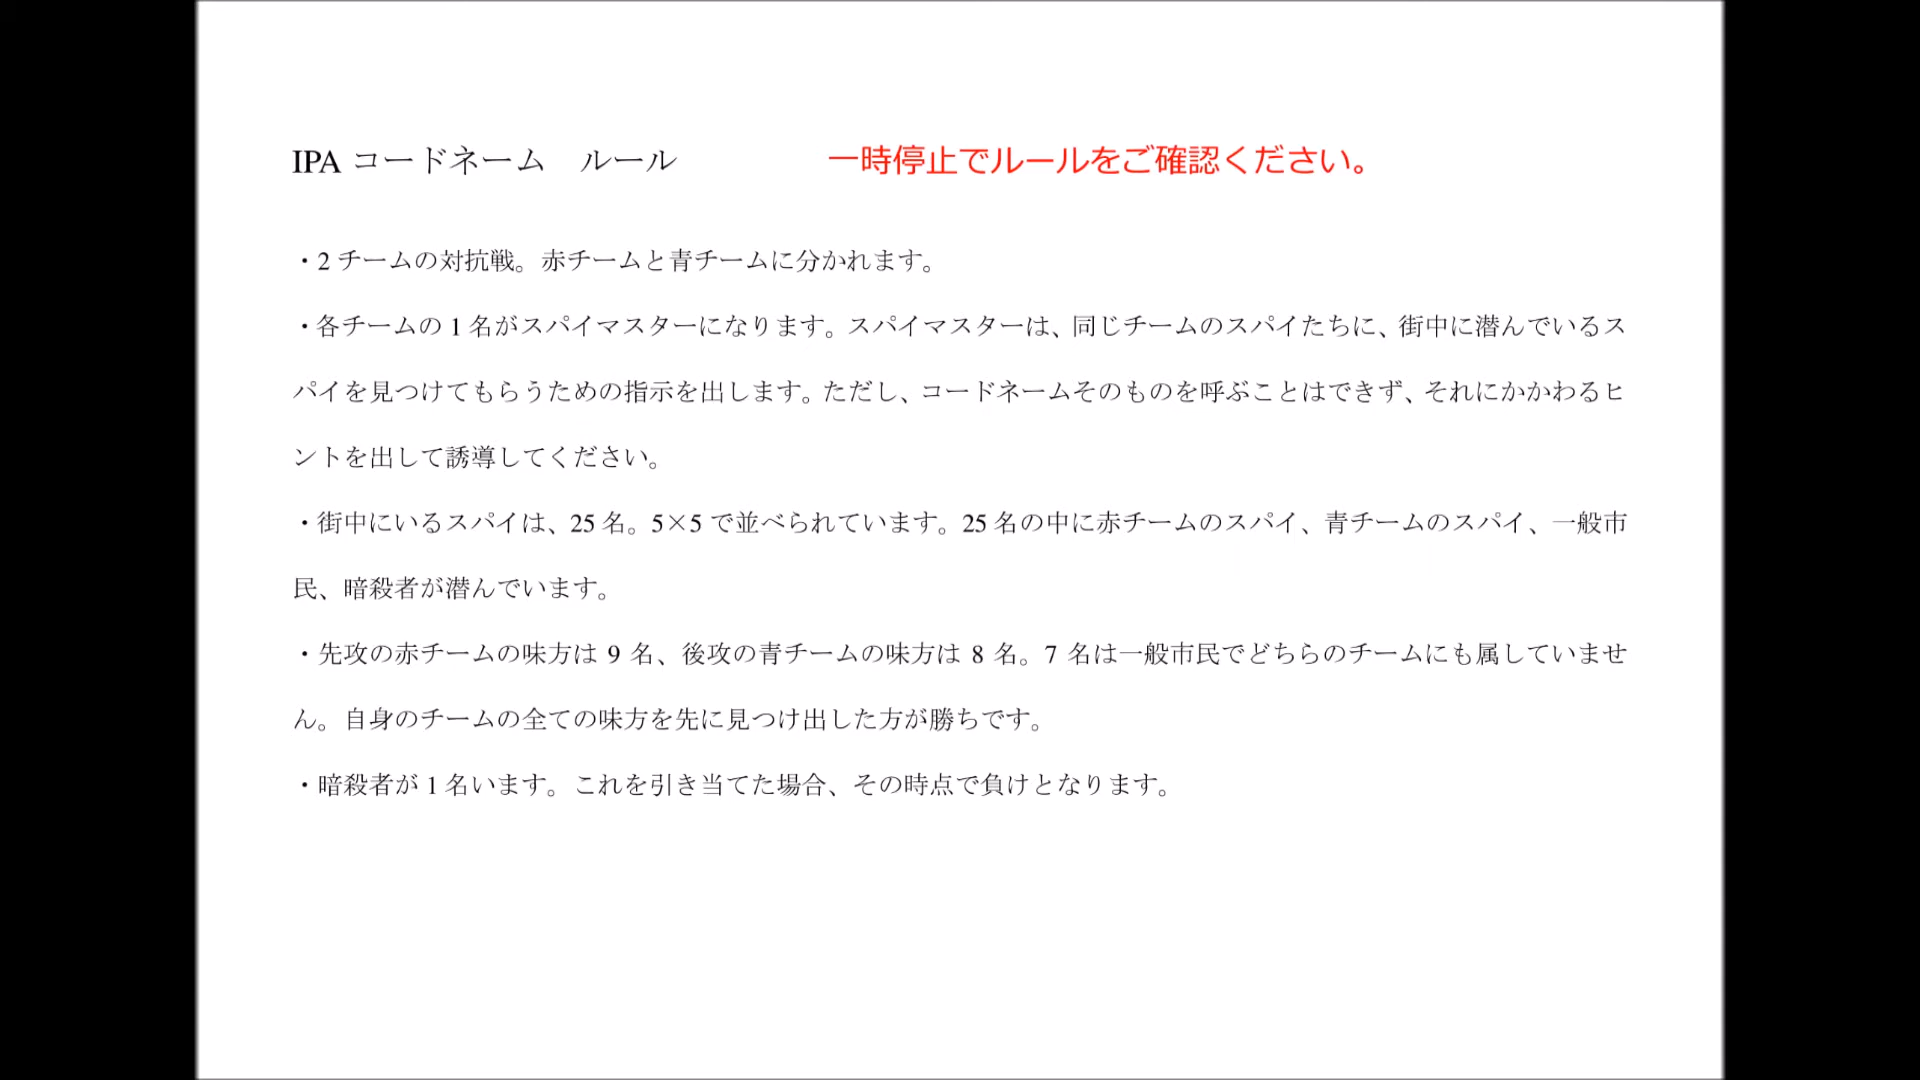 IPA コードネーム　ルール　一時停止でルールをご確認ください。
・2 チームの対抗戦。赤チームと青チームに分かれます。
・各チームの 1 名がスパイマスターになります。スパイマスターは、同じチームのスパイたちに、街中に潜んでいるス
パイを見つけてもらうための指示を出します。ただし、コードネームそのものを呼ぶことはできず、それにかかわるヒ
ントを出して誘導してください。
・街中にいるスパイは、25 名。5×5 で並べられています。25 名の中に赤チームのスパイ、青チームのスパイ、一般市
民、暗殺者が潜んでいます。
・先攻の赤チームの味方は 9 名、後攻の青チームの味方は 8 名。7 名は一般市民でどちらのチームにも属していませ
ん。自身のチームの全ての味方を先に見つけ出した方が勝ちです。
・暗殺者が 1 名います。これを引き当てた場合、その時点で負けとなります。